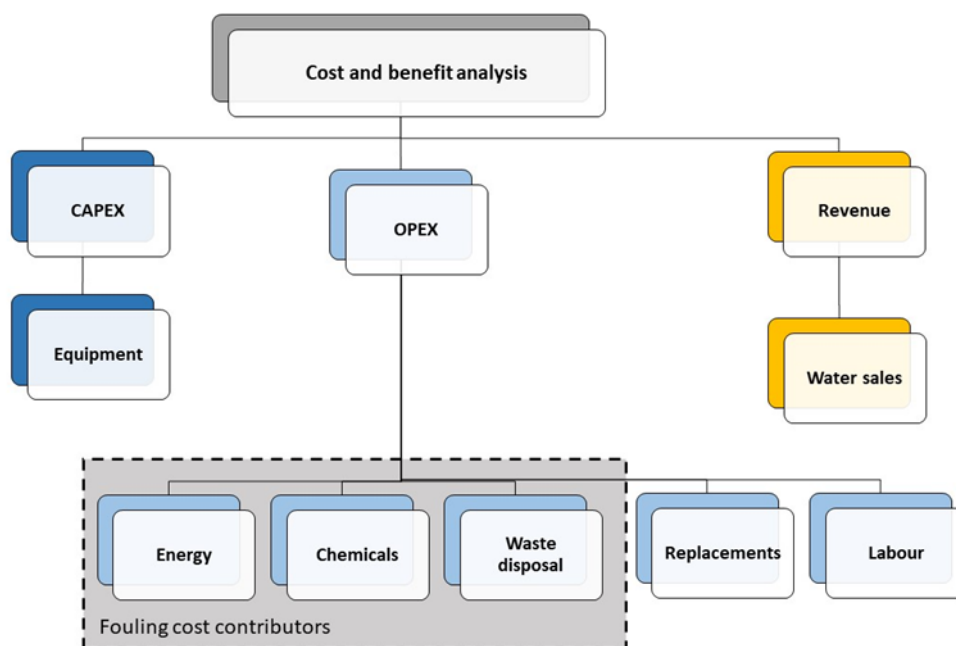 Cost and benefit analysis
CAPEX
OPEX
Revenue
Equipment
Water sales
Energy
Chemicals
Waste
disposal
Replacements
Labour
Fouling cost contributors